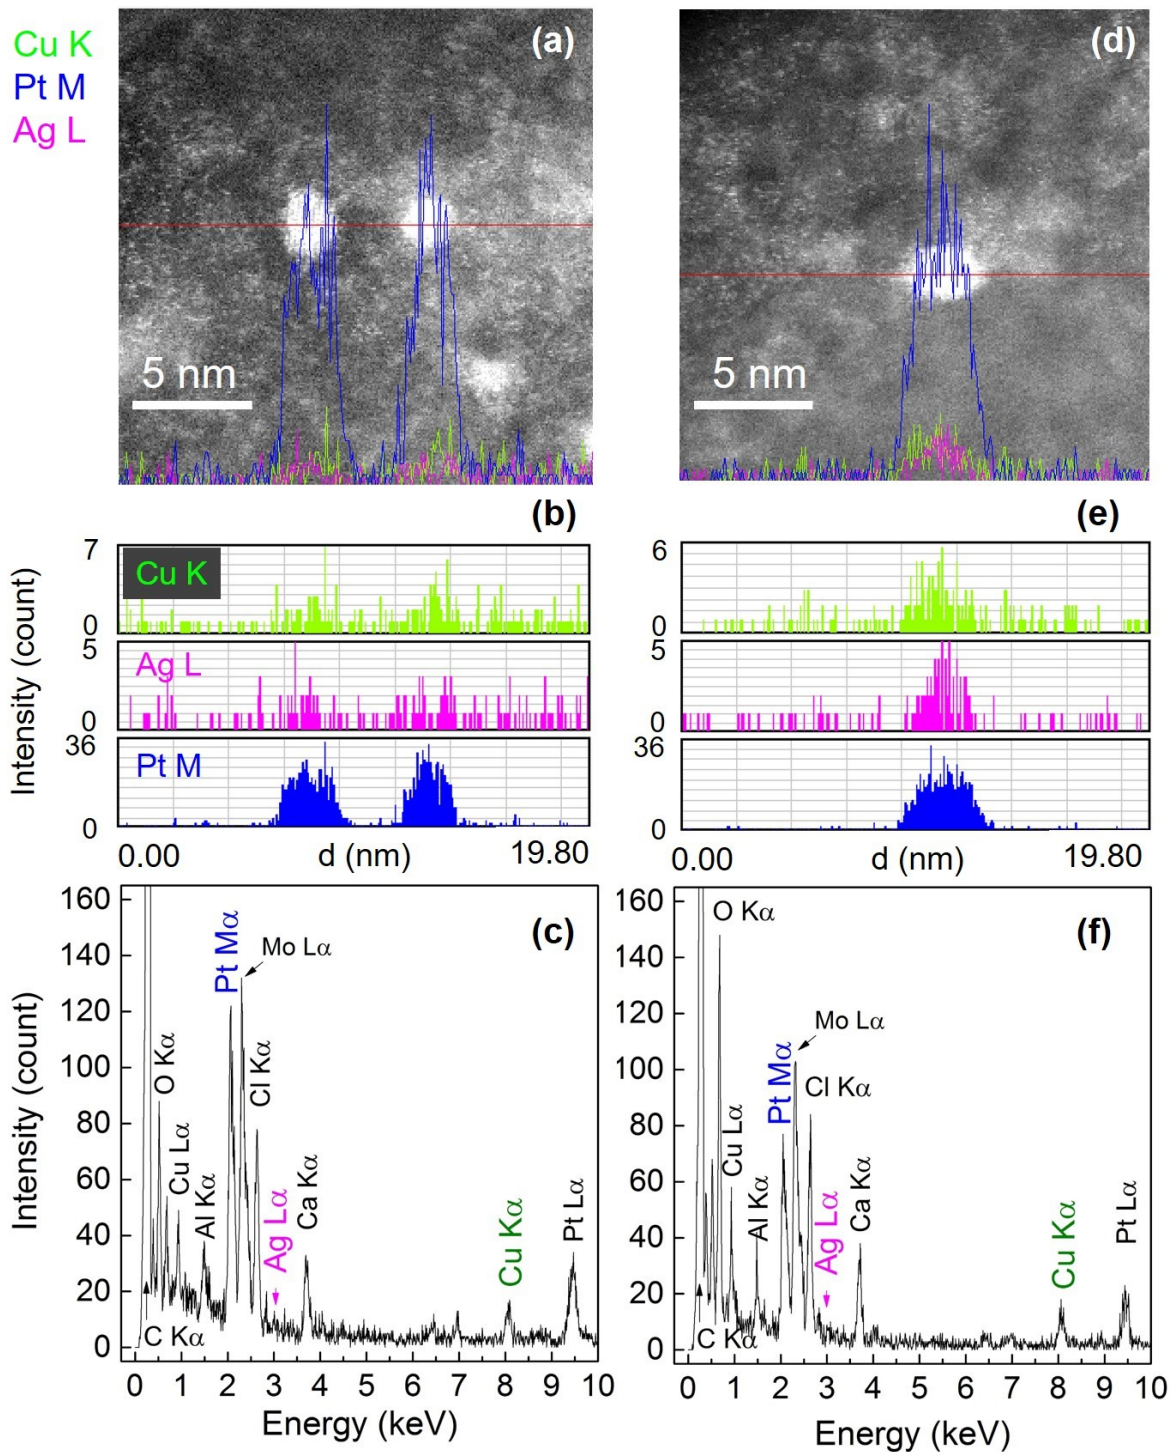 Cu K
Pt M
Ag L
(a)
5 nm
(d)
5 nm
(b)
Intensity (count)
7
Cu K
0
5
Ag L
0
36
Pt M
0
0.00 d (nm) 19.80
(e)
6
0
5
0
36
0
0.00 d (nm) 19.80
(c)
Intensity (count)
160
140
120
100
80
60
40
20
0
C Kα
O Kα
Cu Lα
Al Kα
Pt Mα
Mo Lα
Cl Kα
Ag Lα
Ca Kα
Cu Kα
Pt Lα
0 1 2 3 4 5 6 7 8 9 10
Energy (keV)
(f)
160
140
120
100
80
60
40
20
0
C Kα
O Kα
Cu Lα
Al Kα
Pt Mα
Mo Lα
Cl Kα
Ag Lα
Ca Kα
Cu Kα
Pt Lα
0 1 2 3 4 5 6 7 8 9 10
Energy (keV)